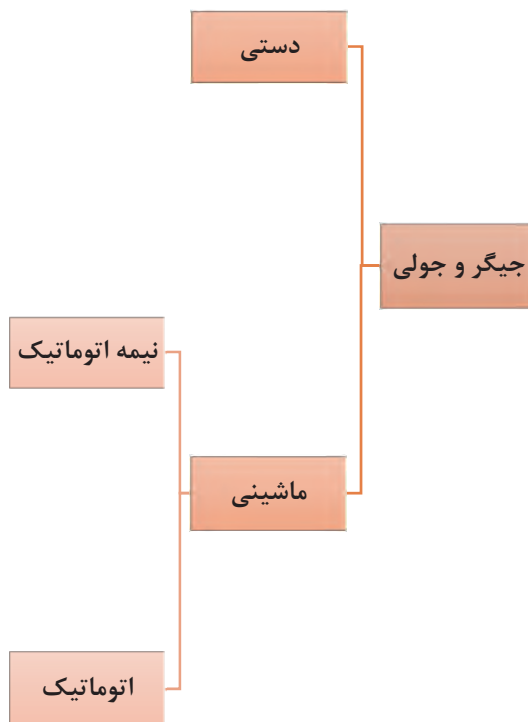 دستی
جیگر و جولی
نیمه اتوماتیک
ماشینی
اتوماتیک